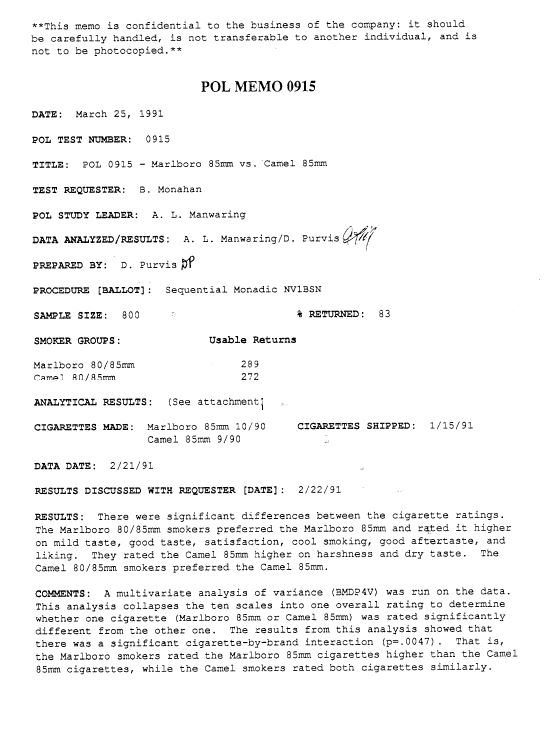 **This memo is confidential to the business of the company: it should
be carefully handled, is not transferable to another individual, and is
not to be photocopied.**
POL MEMO 0915
DATE: March 25, 1991
POL TEST NUMBER: 0915
TITLE: POL 0915 - Marlboro 85mm vs. Camel 85mm
TEST REQUESTER: B. Monahan
POL STUDY LEADER: A. L. Manwaring
DATA ANALYZED/RESULTS: A. L. Manwaring/D. Purvis
PREPARED BY: D. Purvis DP
PROCEDURE [BALLOT]: Sequential Monadic NV1BSN
SAMPLE SIZE: 800 % RETURNED: 83
SMOKER GROUPS: Usable Returns
Marlboro 80/85mm 289
Camel 80/85mm 272
ANALYTICAL RESULTS: (See attachment)
CIGARETTES MADE: Marlboro 85mm 10/90 CIGARETTES SHIPPED: 1/15/91
Camel 85mm 9/90
DATA DATE: 2/21/91
RESULTS DISCUSSED WITH REQUESTER [DATE]: 2/22/91
RESULTS: There were significant differences between the cigarette ratings.
The Marlboro 80/85mm smokers preferred the Marlboro 85mm and rated it higher
on mild taste, good taste, satisfaction, cool smoking, good aftertaste, and
liking. They rated the Camel 85mm higher on harshness and dry taste. The
Camel 80/85mm smokers preferred the Camel 85mm.
COMMENTS: A multivariate analysis of variance (BMDP4V) was run on the data.
This analysis collapses the ten scales into one overall rating to determine
whether one cigarette (Marlboro 85mm or Camel 85mm) was rated significantly
different from the other one. The results from this analysis showed that
there was a significant cigarette-by-brand interaction (p=.0047). That is,
the Marlboro smokers rated the Marlboro 85mm cigarettes higher than the Camel
85mm cigarettes, while the Camel smokers rated both cigarettes similarly.